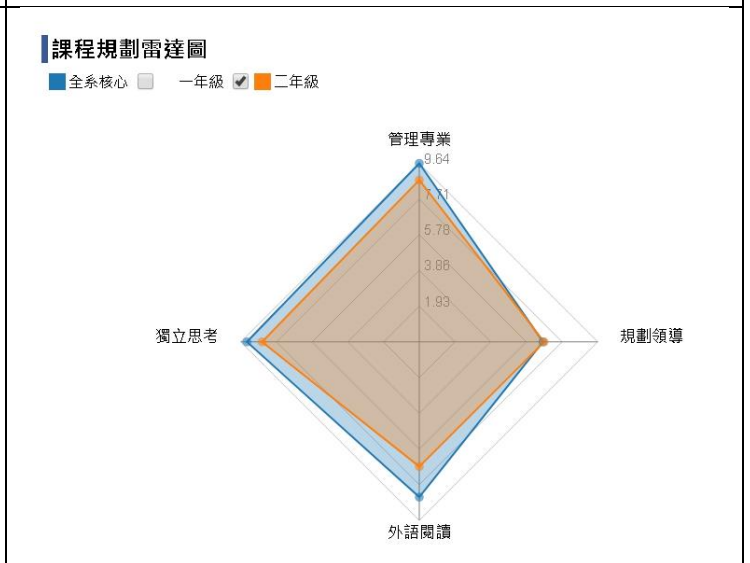 課程規劃雷達圖
全系核心 一年級 二年級
管理專業
9.64
7.71
5.78
3.86
1.93
獨立思考
規劃領導
外語閱讀